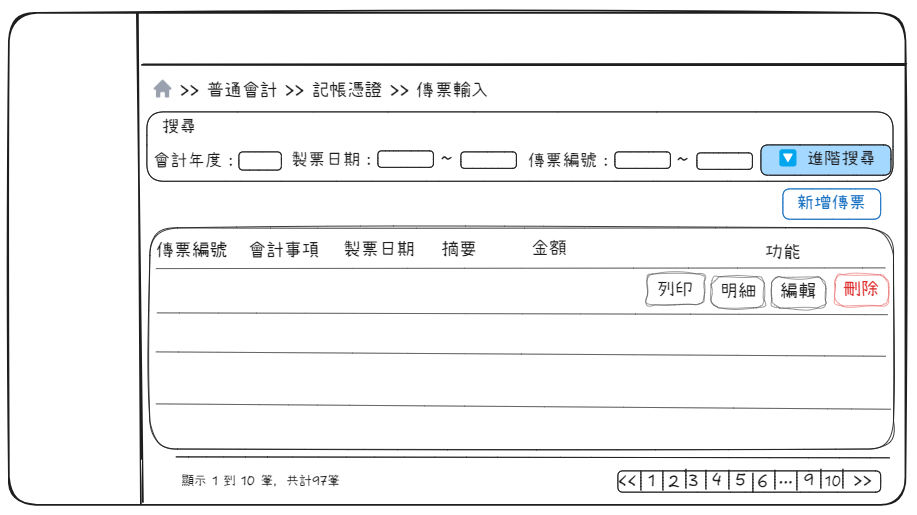 >> 普通會計 >> 記帳憑證 >> 傳票輸入
搜尋
會計年度： 製票日期： ~ 傳票編號： ~ 進階搜尋
新增傳票
傳票編號 會計事項 製票日期 摘要 金額 功能
列印 明細 編輯 刪除
顯示 1 到 10 筆, 共計97筆 << 1 2 3 4 5 6 ... 9 10 >>